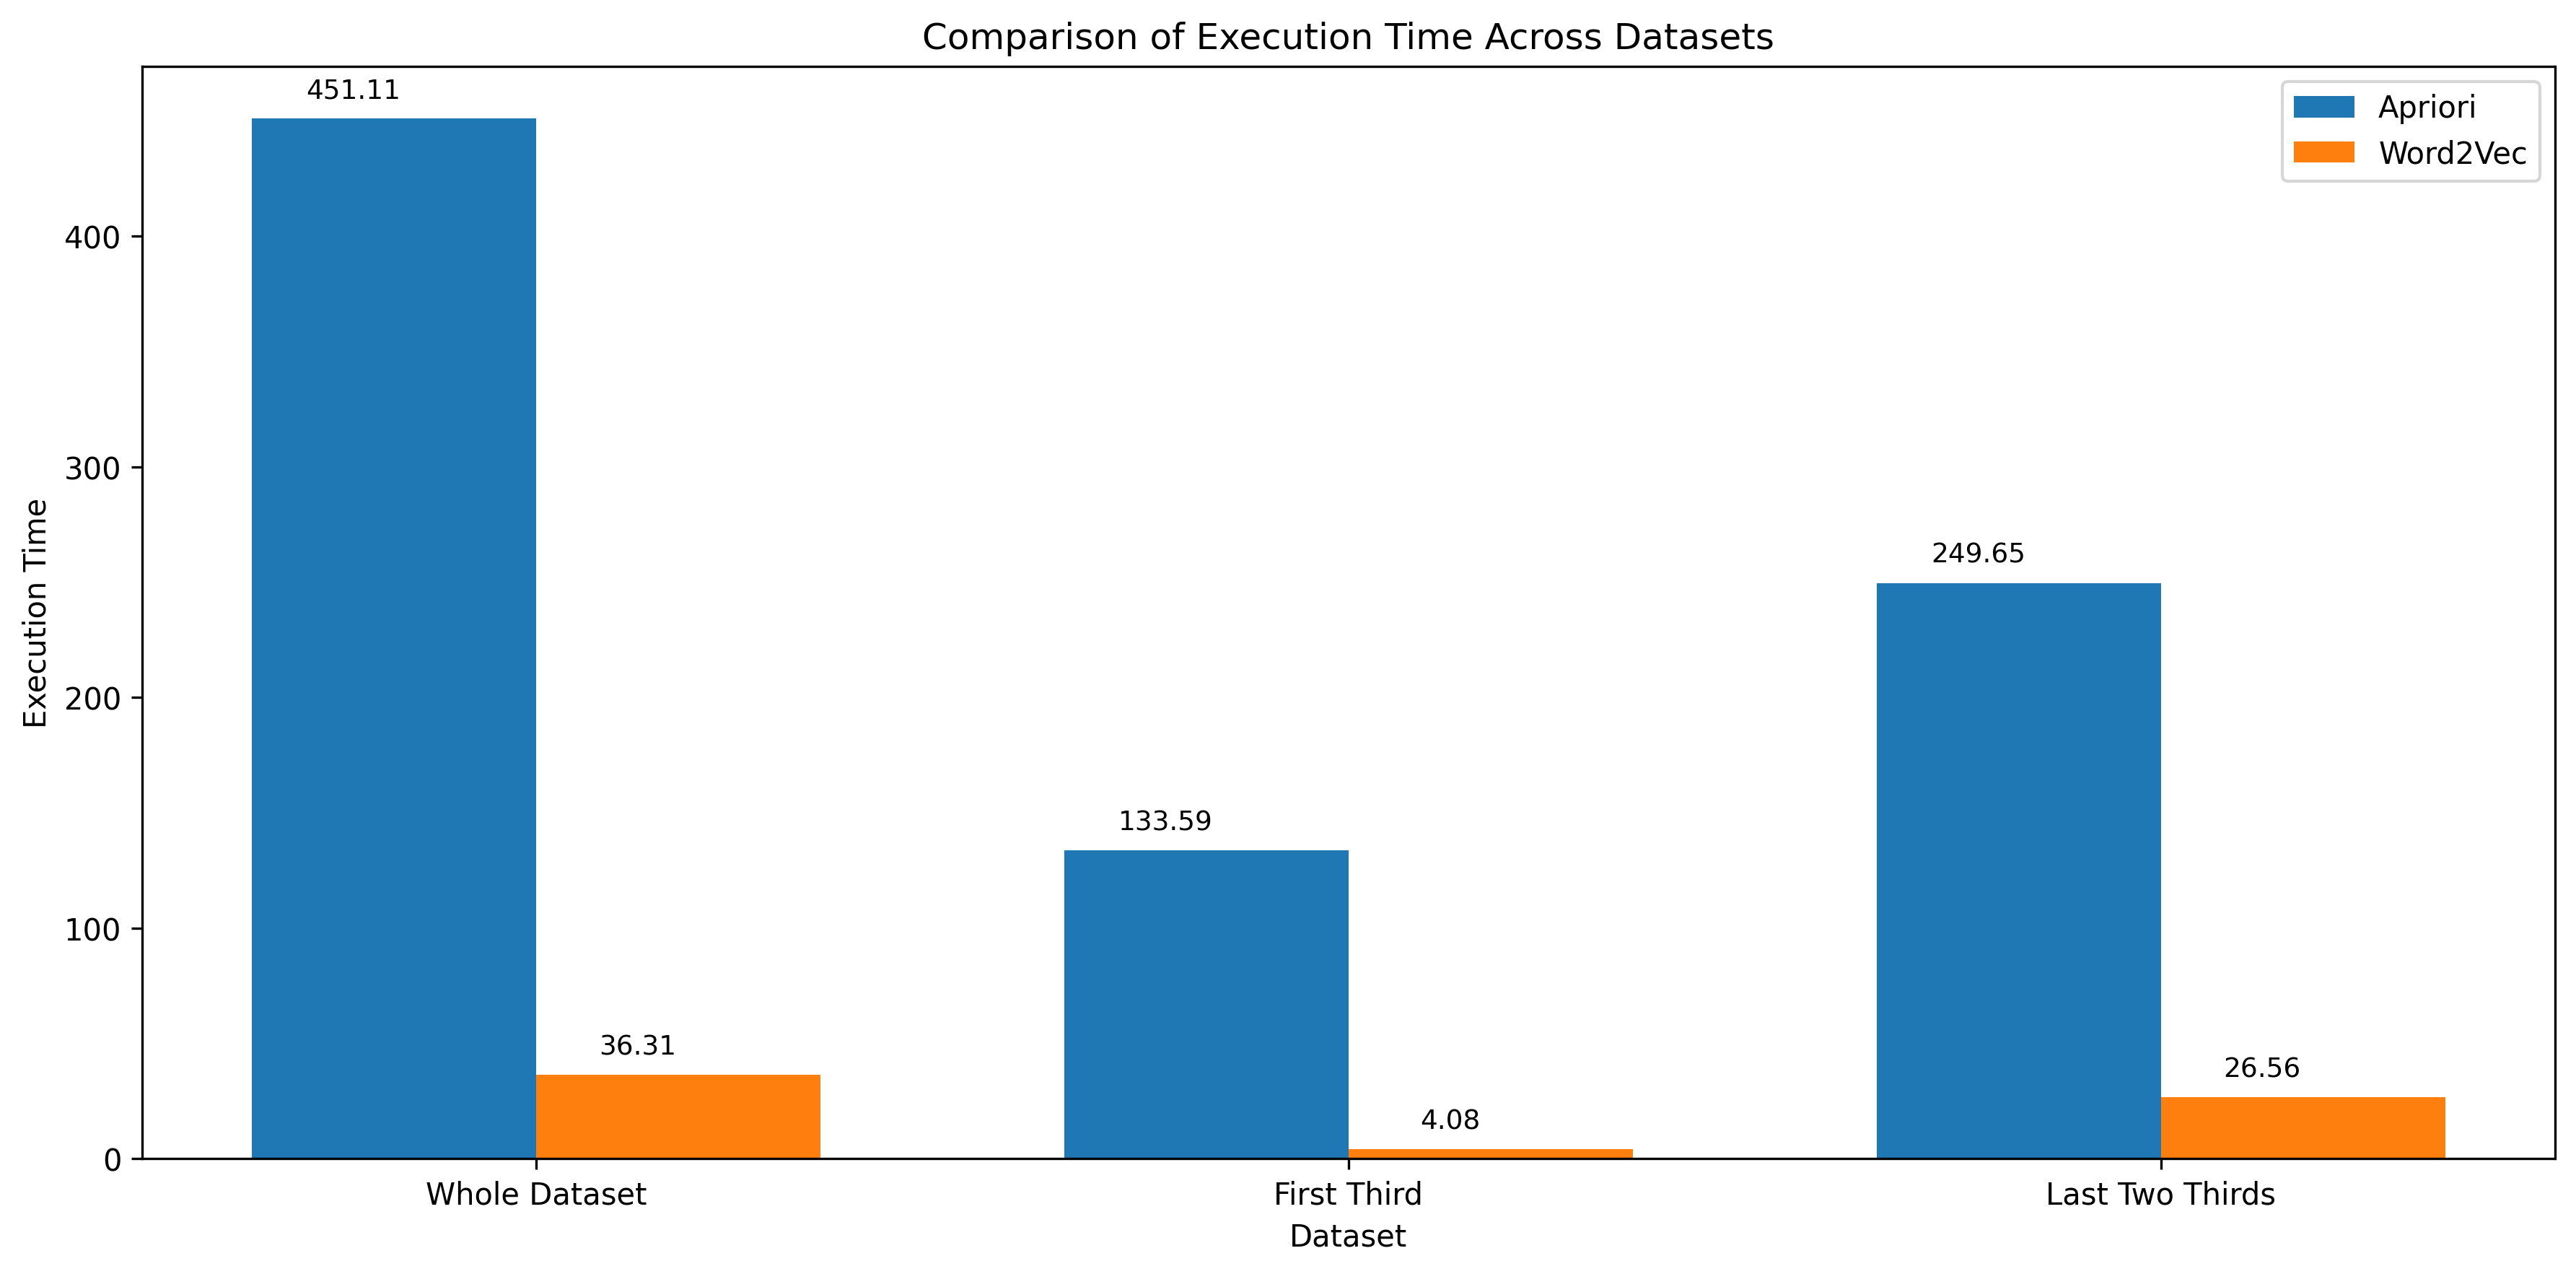 Comparison of Execution Time Across Datasets
451.11
Apriori
Word2Vec
400
300
249.65
200
133.59
100
36.31
26.56
4.08
0
Execution Time
Whole Dataset
First Third
Last Two Thirds
Dataset